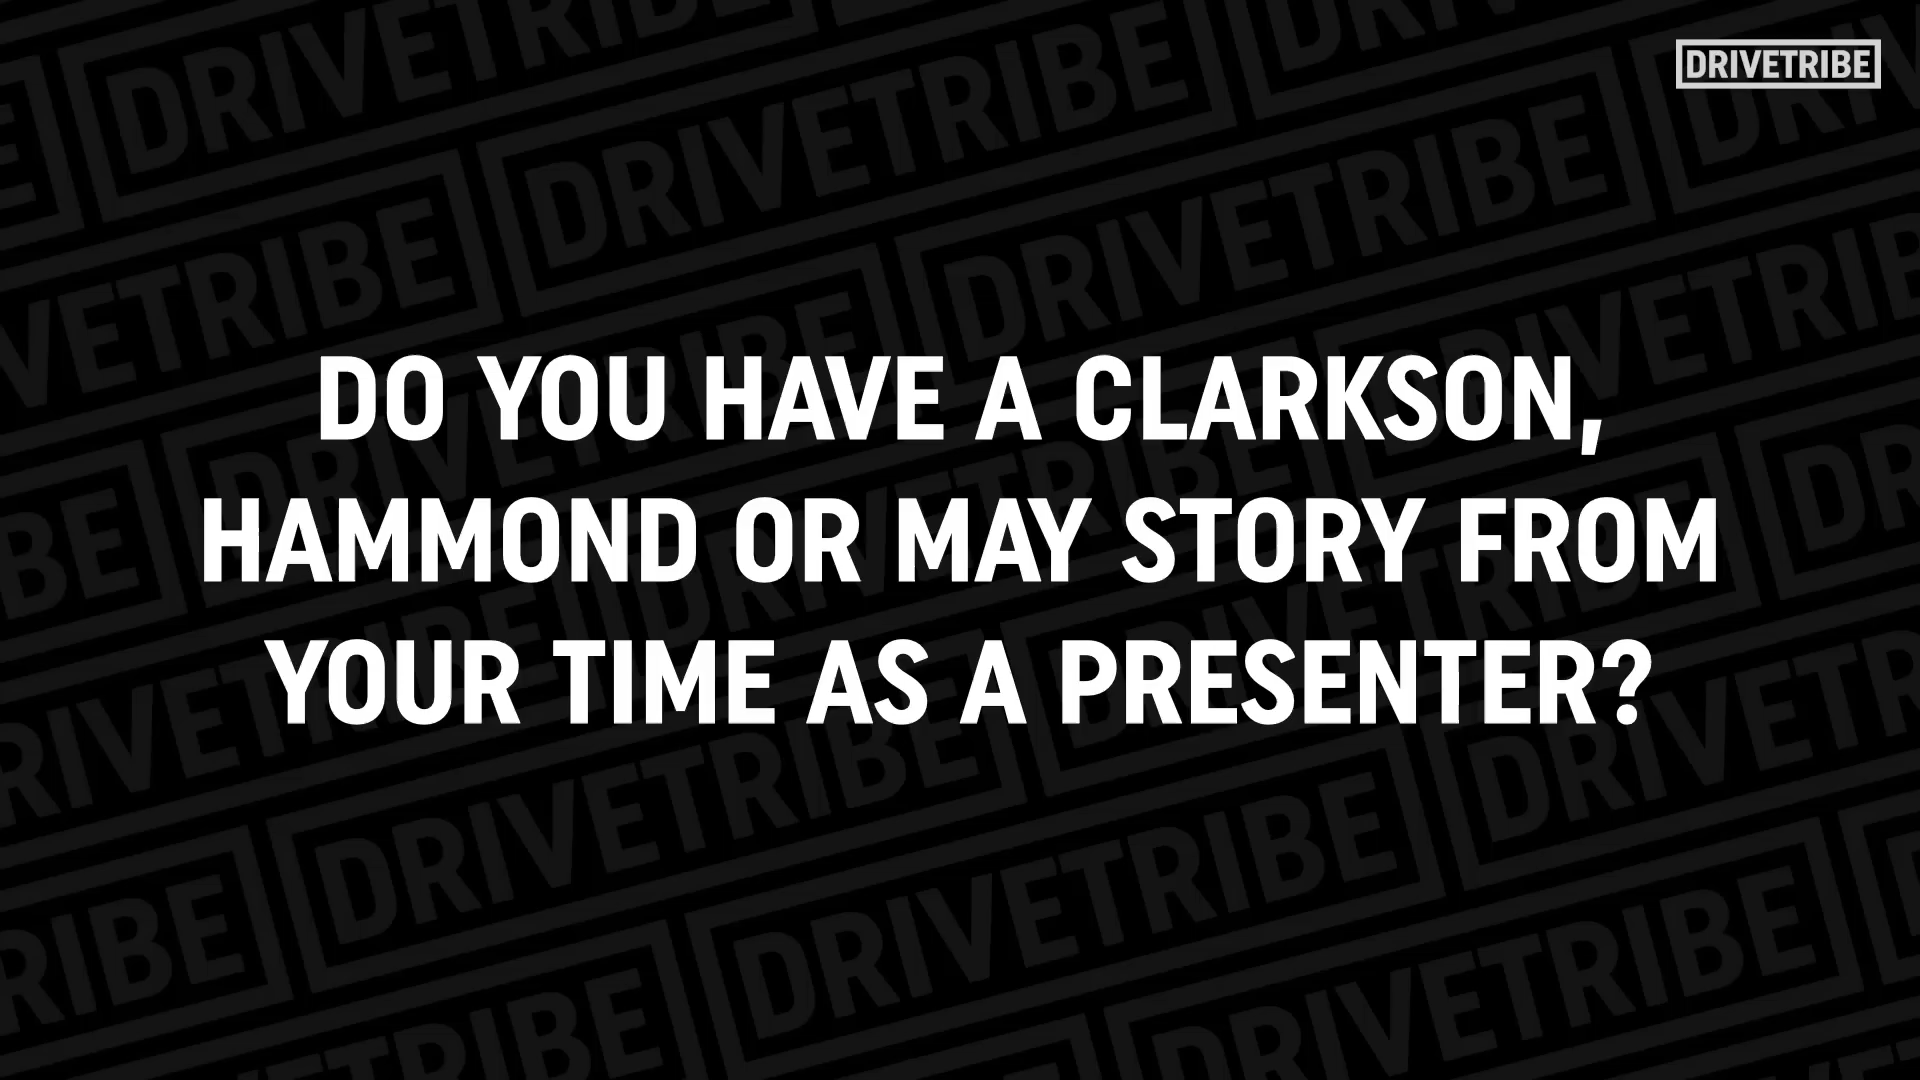 DRIVETRIBE
DO YOU HAVE A CLARKSON,
HAMMOND OR MAY STORY FROM
YOUR TIME AS A PRESENTER?